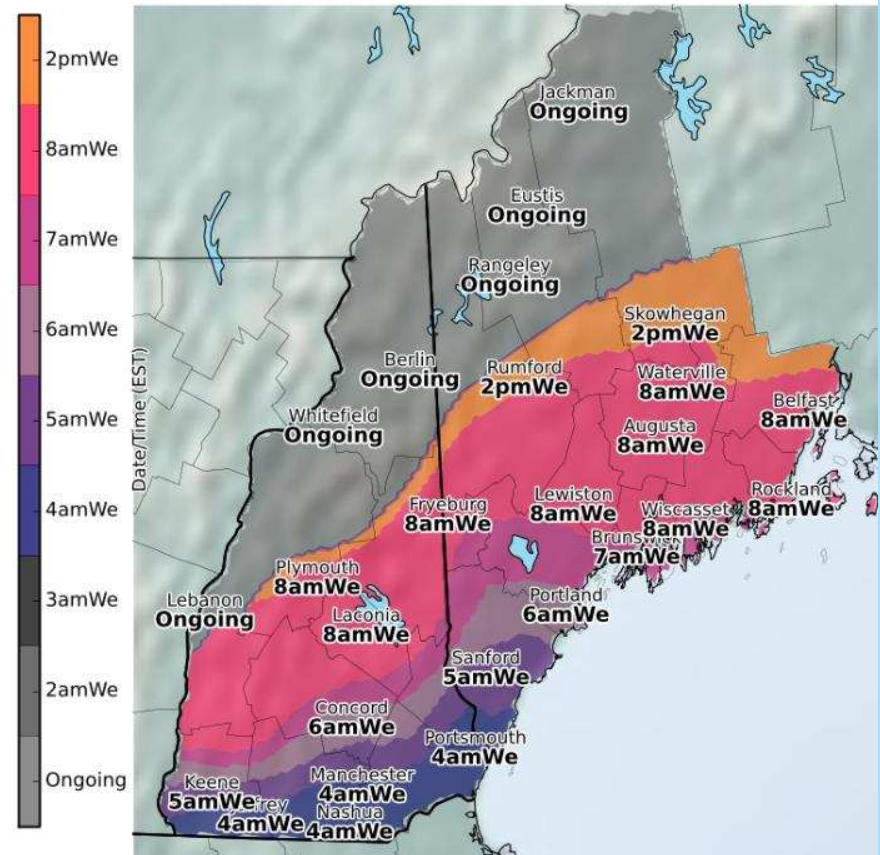 2pmWe
8amWe
7amWe
6amWe
5amWe
4amWe
3amWe
2amWe
Ongoing
Date/Time (EST)
Jackman
Ongoing
Eustis
Ongoing
Rangeley
Ongoing
Skowhegan
2pmWe
Berlin
Ongoing
Rumford
2pmWe
Waterville
8amWe
Belfast
8amWe
Whitefield
Ongoing
Augusta
8amWe
Fryeburg
8amWe
Lewiston
8amWe
Wiscasset
8amWe
Rockland
8amWe
Brunswick
7amWe
Plymouth
8amWe
Lebanon
Ongoing
Laconia
8amWe
Portland
6amWe
Sanford
5amWe
Concord
6amWe
Portsmouth
4amWe
Keene
5amWe
Manchester
4amWe
4amWe
Nashua
4amWe